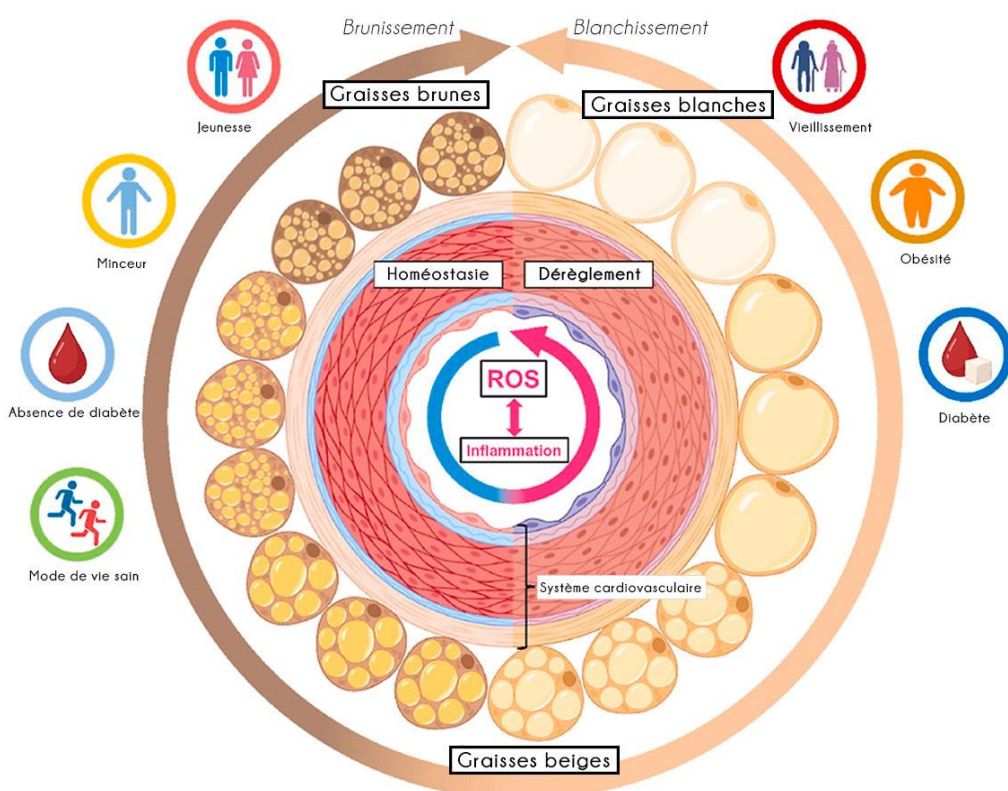 Brunissement
Blanchissement
Graisses brunes
Graisses blanches
Jeunesse
Vieillissement
Minceur
Obésité
Homéostasie
Dérèglement
ROS
Inflammation
Absence de diabète
Diabète
Mode de vie sain
Système cardiovasculaire
Graisses beiges